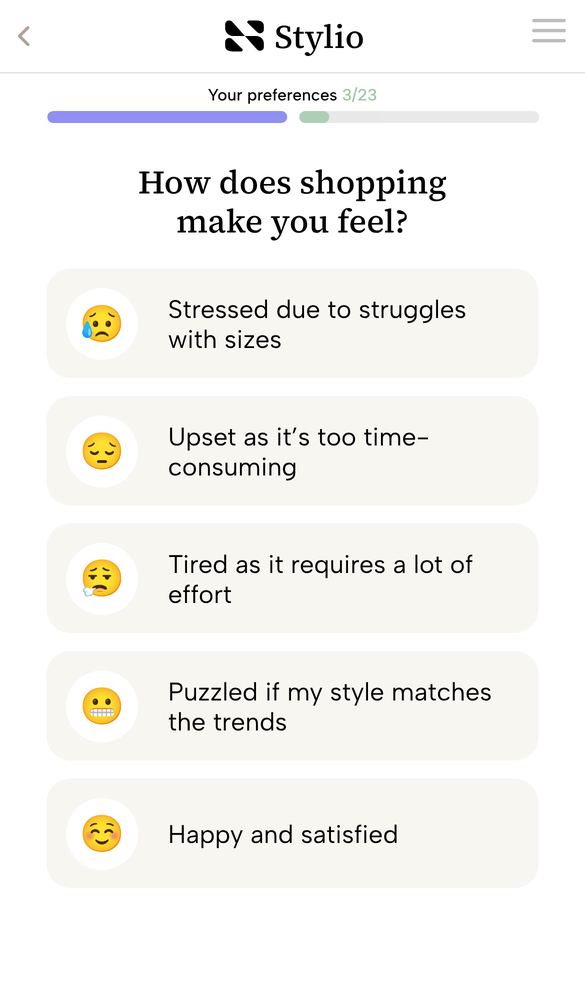 Stylio
Your preferences 3/23
How does shopping
make you feel?
Stressed due to struggles
with sizes
Upset as it’s too time-
consuming
Tired as it requires a lot of
effort
Puzzled if my style matches
the trends
Happy and satisfied